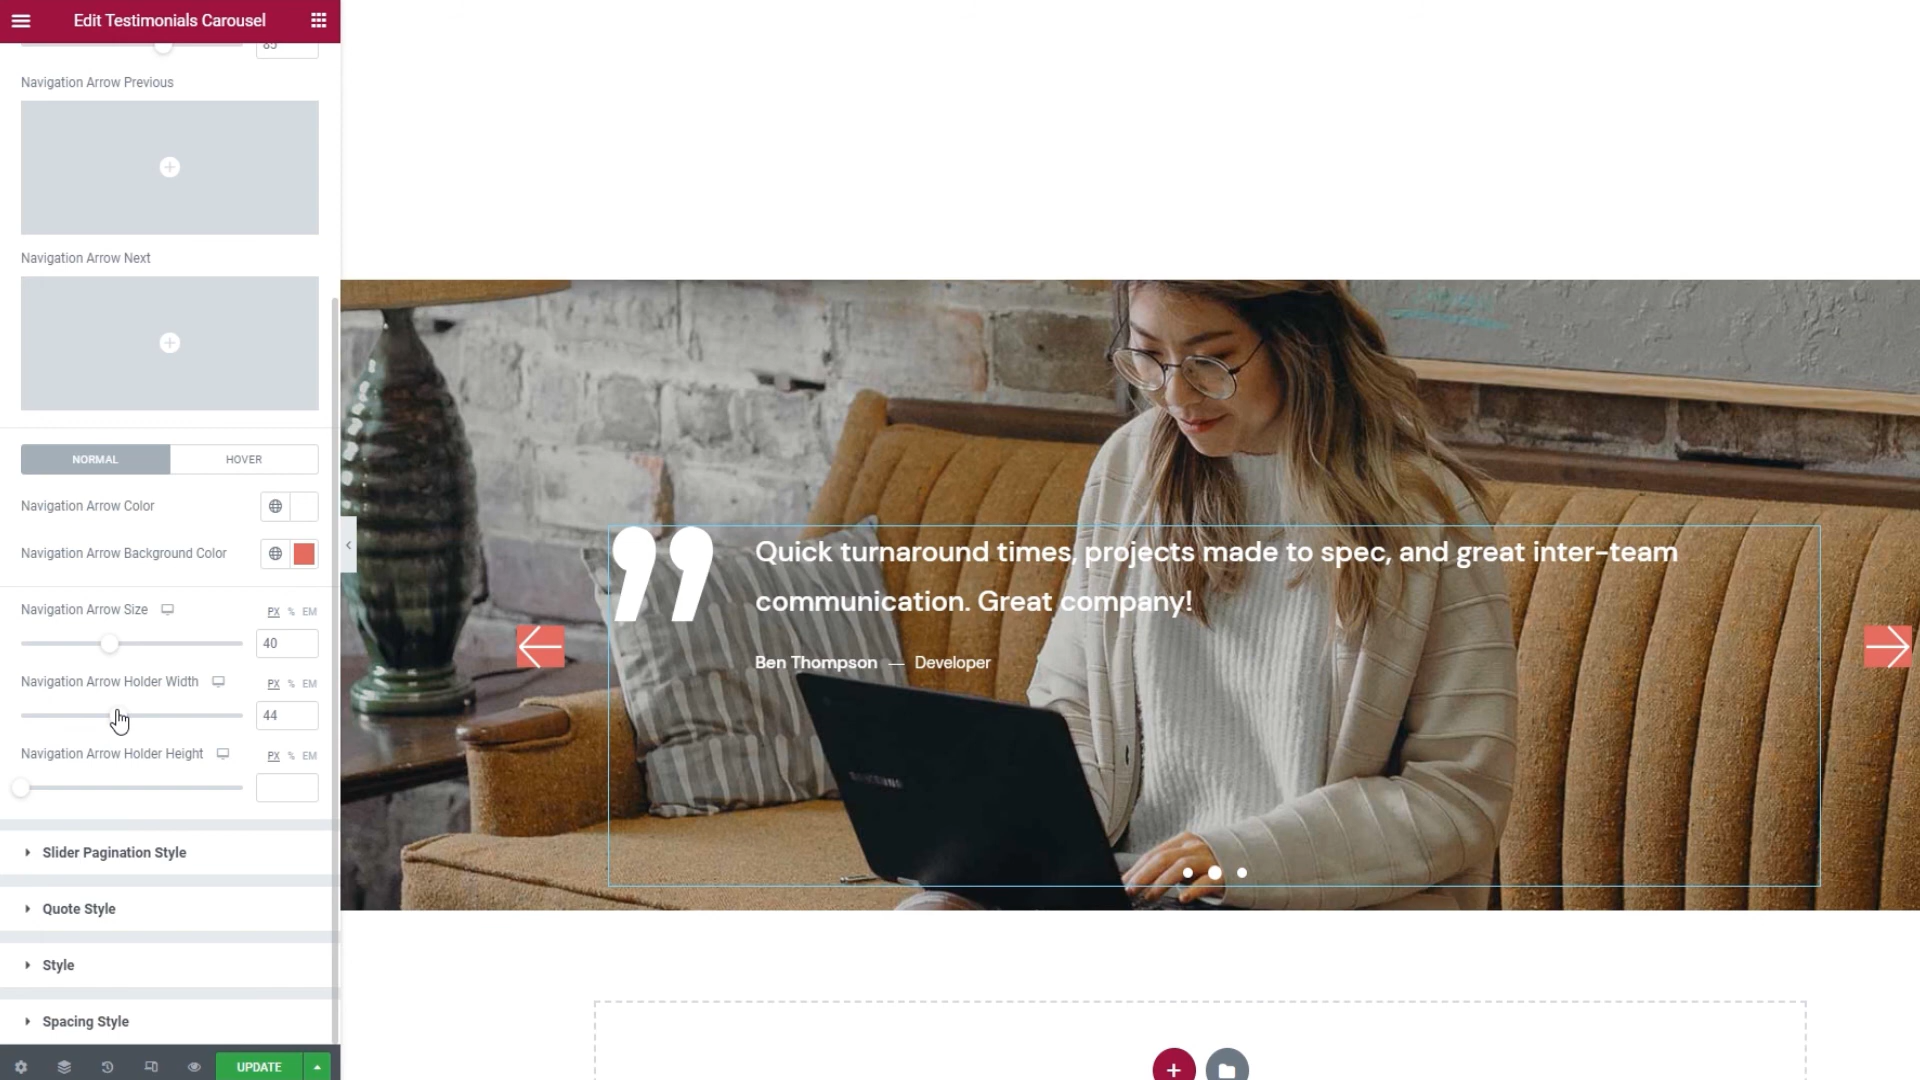 Edit Testimonials Carousel
85
Navigation Arrow Previous
Navigation Arrow Next
NORMAL
HOVER
Navigation Arrow Color
Navigation Arrow Background Color
Navigation Arrow Size
PX % EM
40
Navigation Arrow Holder Width
PX % EM
44
Navigation Arrow Holder Height
PX % EM
Slider Pagination Style
Quote Style
Style
Spacing Style
UPDATE
Quick turnaround times, projects made to spec, and great inter-team
communication. Great company!
Ben Thompson — Developer
SAMSUNG